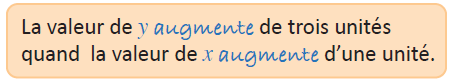 La valeur de y augmente de trois unités
quand la valeur de x augmente d'une unité.